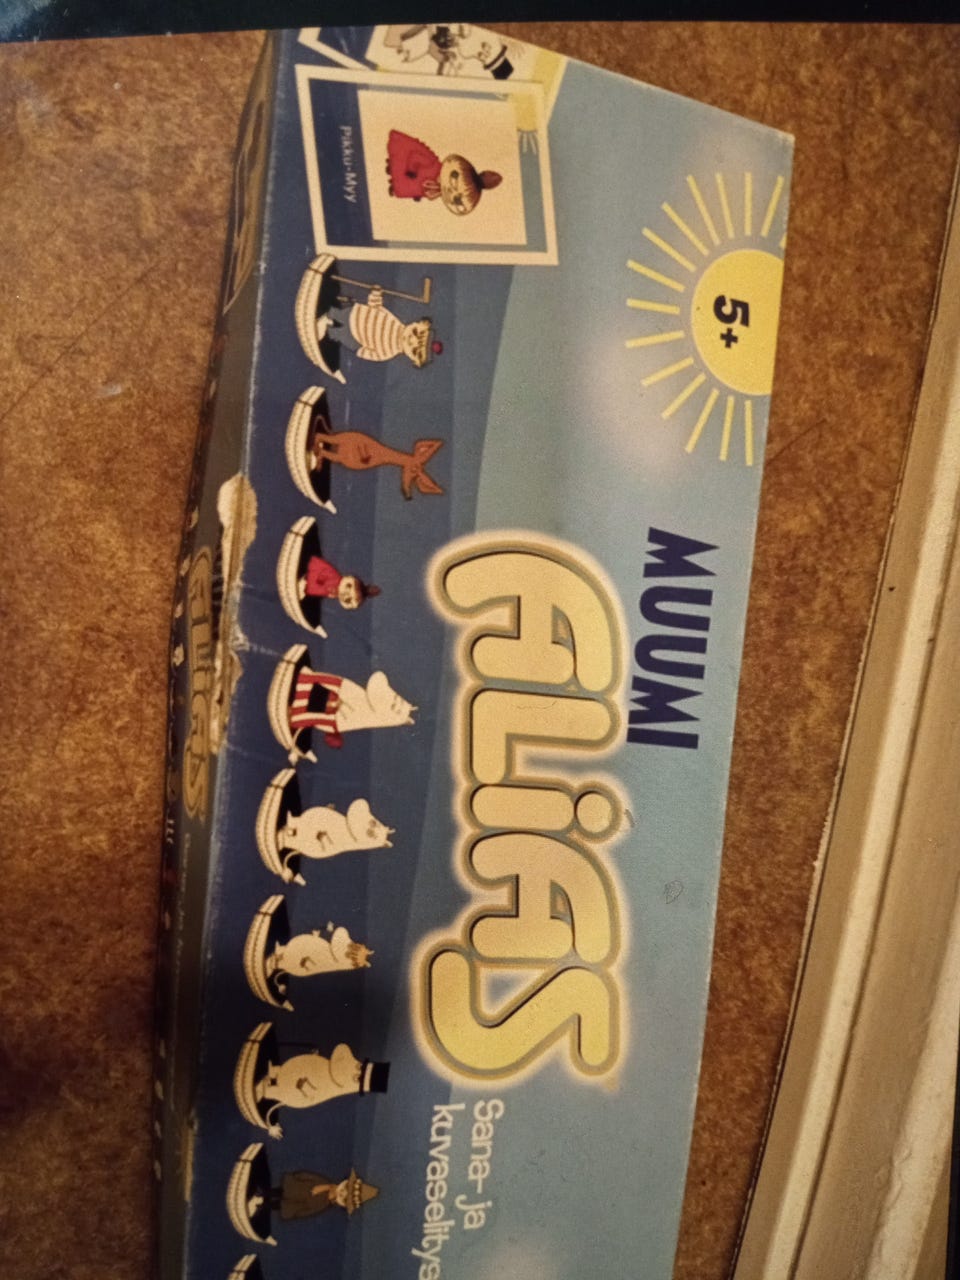 Pikku-Myy
5+
MUUMI
ALiAS
Sana- ja
kuvaselitys